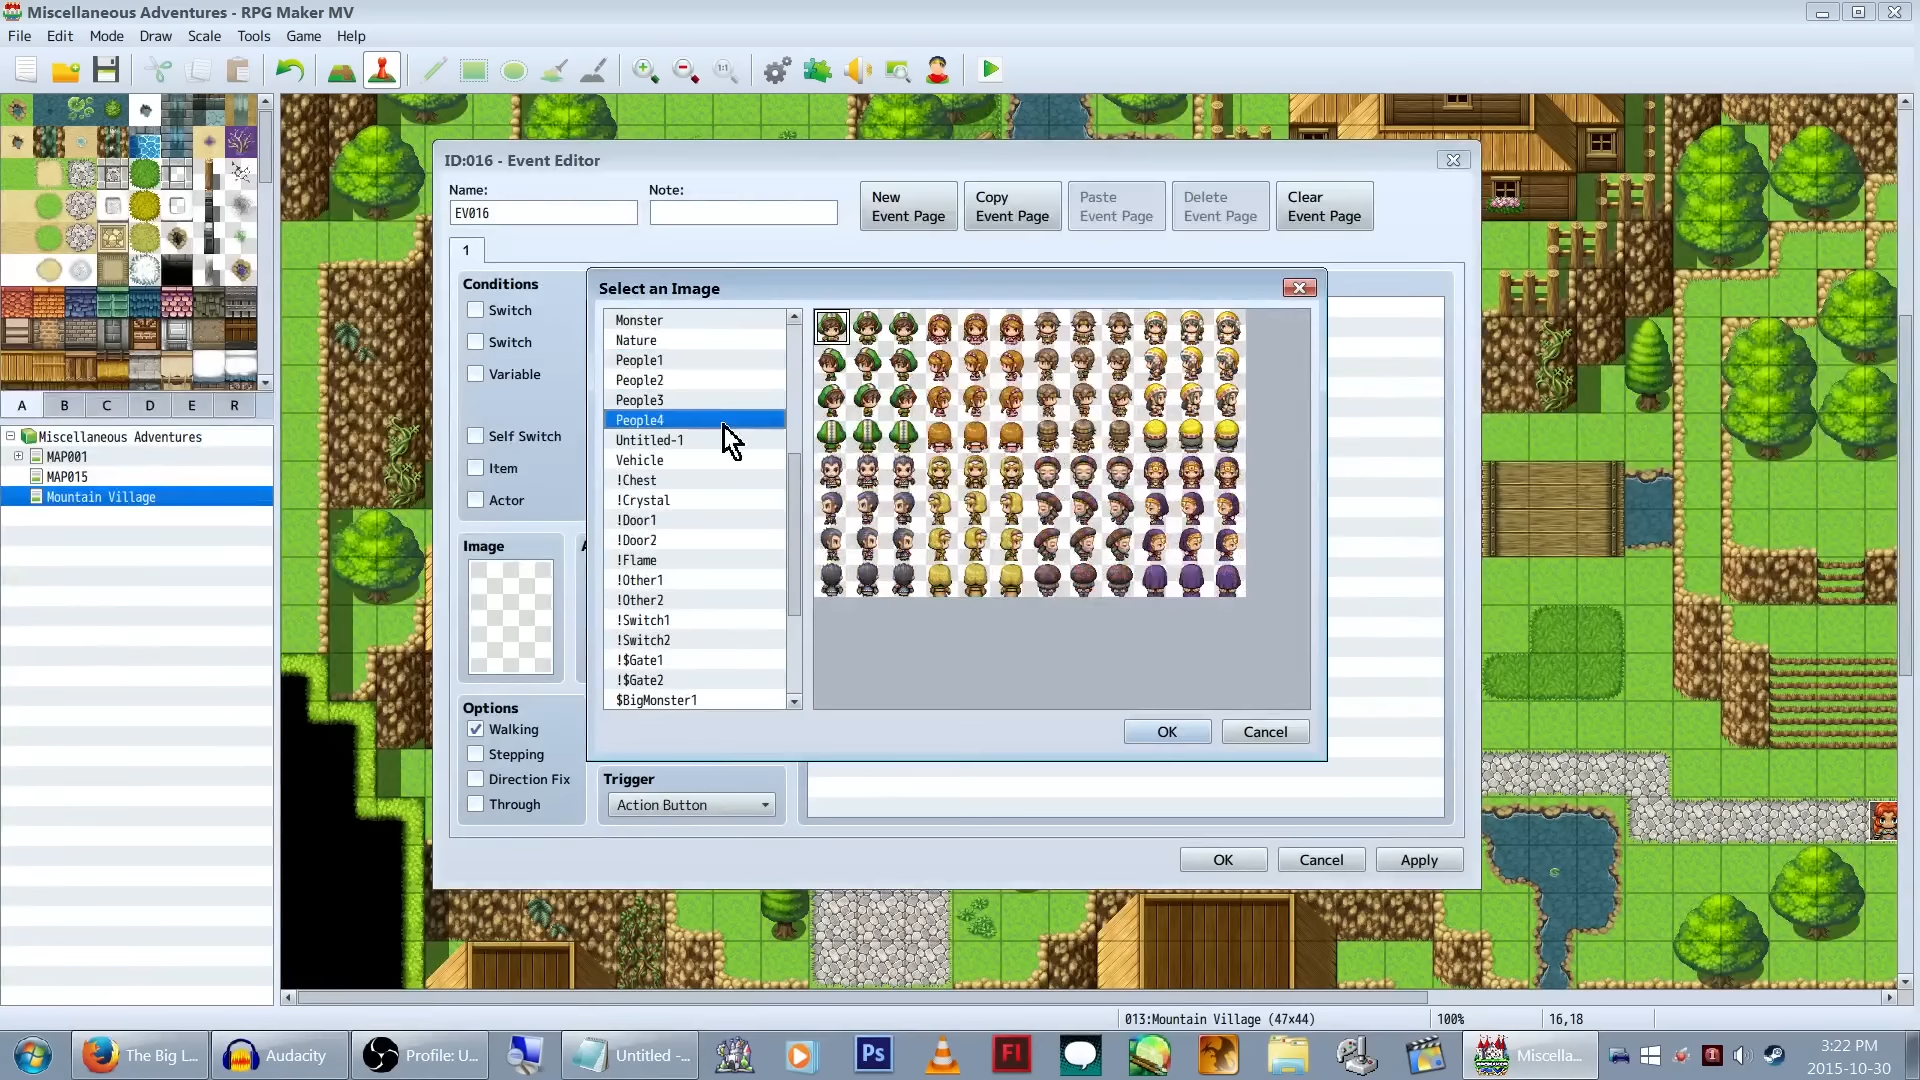 Miscellaneous Adventures - RPG Maker MV
File Edit Mode Draw Scale Tools Game Help
1:1
ID:016 - Event Editor
Name:
Note:
EV016
New
Event Page
Copy
Event Page
Paste
Event Page
Delete
Event Page
Clear
Event Page
1
Conditions
Switch
Switch
Variable
Self Switch
Item
Actor
Image
Options
Walking
Stepping
Direction Fix
Through
Trigger
Action Button
OK
Cancel
Apply
Select an Image
Monster
Nature
People1
People2
People3
People4
Untitled-1
Vehicle
!Chest
!Crystal
!Door1
!Door2
!Flame
!Other1
!Other2
!Switch1
!Switch2
!$Gate1
!$Gate2
$BigMonster1
OK
Cancel
A B C D E R
Miscellaneous Adventures
MAP001
MAP015
Mountain Village
013:Mountain Village (47x44)
100%
16,18
The Big L...
Audacity
Profile: U...
Untitled -...
Ps
Fl
Miscella...
1
3:22 PM
2015-10-30